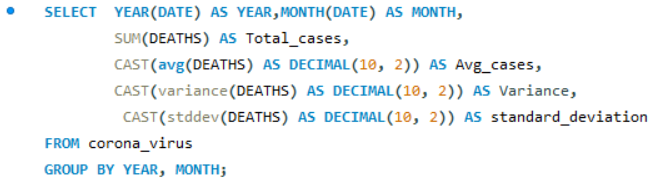 SELECT  YEAR(DATE) AS YEAR,MONTH(DATE) AS MONTH,
SUM(DEATHS) AS Total_cases,
CAST(avg(DEATHS) AS DECIMAL(10, 2)) AS Avg_cases,
CAST(variance(DEATHS) AS DECIMAL(10, 2)) AS Variance,
CAST(stddev(DEATHS) AS DECIMAL(10, 2)) AS standard_deviation
FROM corona_virus
GROUP BY YEAR, MONTH;